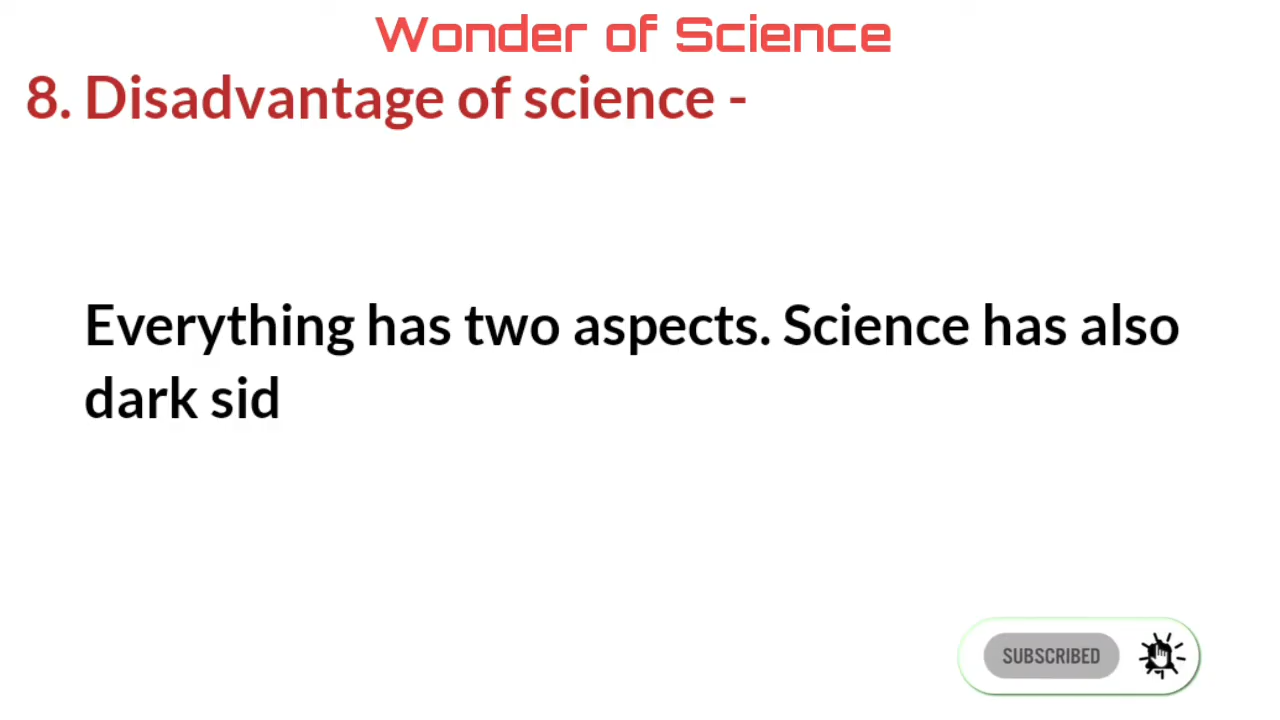 Wonder of Science
8. Disadvantage of science -
Everything has two aspects. Science has also
dark sid
SUBSCRIBED